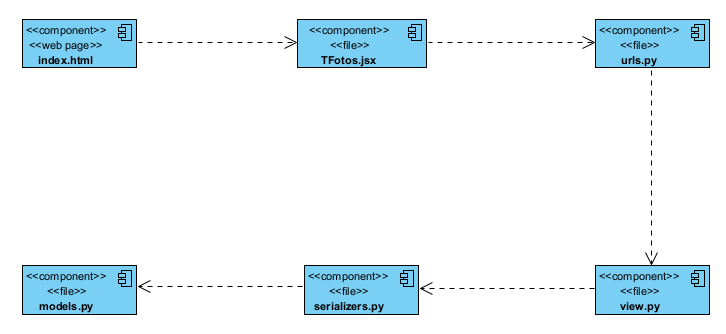 <<component>>
<<web page>>
index.html
<<component>>
<<file>>
TFotos.jsx
<<component>>
<<file>>
urls.py
<<component>>
<<file>>
models.py
<<component>>
<<file>>
serializers.py
<<component>>
<<file>>
view.py